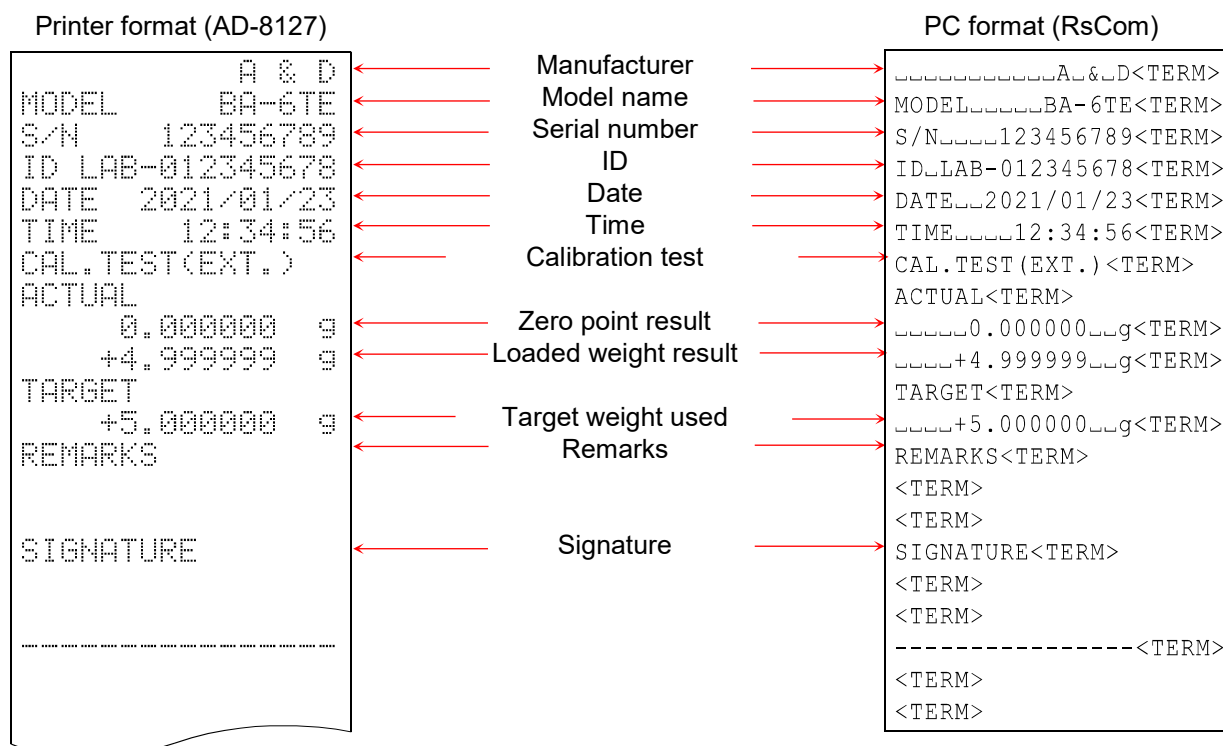 Printer format (AD-8127)
A & D
MODEL BA-6TE
S/N 123456789
ID LAB-012345678
DATE 2021/01/23
TIME 12:34:56
CAL.TEST(EXT.)
ACTUAL
0.000000 g
+4.999999 g
TARGET
+5.000000 g
REMARKS
SIGNATURE
----------------
Manufacturer
Model name
Serial number
ID
Date
Time
Calibration test
Zero point result
Loaded weight result
Target weight used
Remarks
Signature
PC format (RsCom)
␣␣␣␣␣␣␣␣␣␣␣A␣&␣D<TERM>
MODEL␣␣␣␣␣BA-6TE<TERM>
S/N␣␣␣␣123456789<TERM>
ID␣LAB-012345678<TERM>
DATE␣␣2021/01/23<TERM>
TIME␣␣␣␣12:34:56<TERM>
CAL.TEST(EXT.)<TERM>
ACTUAL<TERM>
␣␣␣␣␣0.000000␣␣g<TERM>
␣␣␣␣+4.999999␣␣g<TERM>
TARGET<TERM>
␣␣␣␣+5.000000␣␣g<TERM>
REMARKS<TERM>
<TERM>
<TERM>
SIGNATURE<TERM>
<TERM>
<TERM>
----------------<TERM>
<TERM>
<TERM>